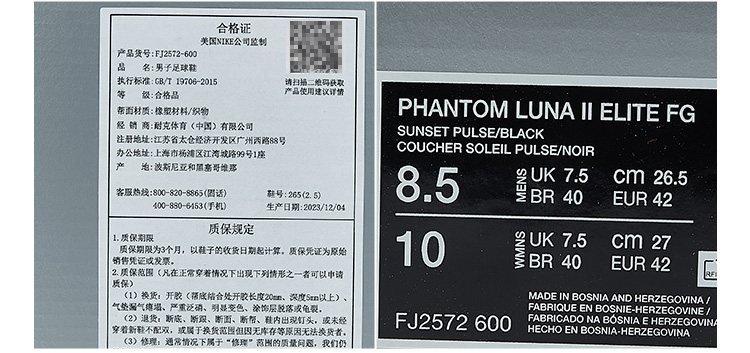 合格证
美国NIKE公司监制
产品货号:FJ2572-600
品 名:男子足球鞋
执行标准:GB/T 19706-2015
等 级:合格品
请扫描二维码获取
产品使用建议详情
帮面材质:橡塑材料/织物
经 销 商:耐克体育（中国）有限公司
注册地址:江苏省太仓经济开发区广州西路88号
办公地址:上海市杨浦区江湾城路99号1座
产 地:波斯尼亚和黑塞哥维那
客服热线:800-820-8865(固话)
400-880-6453(手机)
鞋号:265(2.5)
生产日期:2023/12/04
质保规定
1.质保期限
质保期限为3个月，以鞋子的收货日期起计算。质保凭证为原始
销售凭证或发票。
2.质保范围（凡在正常穿着情况下出现下列情形之一者可以申请
质保）
（1）换货：开胶（帮底结合处开胶长度20mm、深度5mm以上）、
气垫漏气瘪塌、严重泛硝、明显变色、涂饰层脱落或龟裂。
（2）退货：断底、断跟、断面、断帮、鞋内出现钉头，或未经
穿着新鞋不配双，或属于换货范围但因无库存等原因无法换货者。
（3）修理：通常情况下属于“修理”范围的质量问题，我们仍
PHANTOM LUNA II ELITE FG
SUNSET PULSE/BLACK
COUCHER SOLEIL PULSE/NOIR
8.5 MENS UK 7.5 cm 26.5
BR 40 EUR 42
10 WMNS UK 7.5 cm 27
BR 40 EUR 42
MADE IN BOSNIA AND HERZEGOVINA /
FABRIQUE EN BOSNIE-HERZEGOVINE /
FABRICADO NA BÓSNIA E HERZEGOVINA
HECHO EN BOSNIA-HERZEGOVINA
FJ2572 600